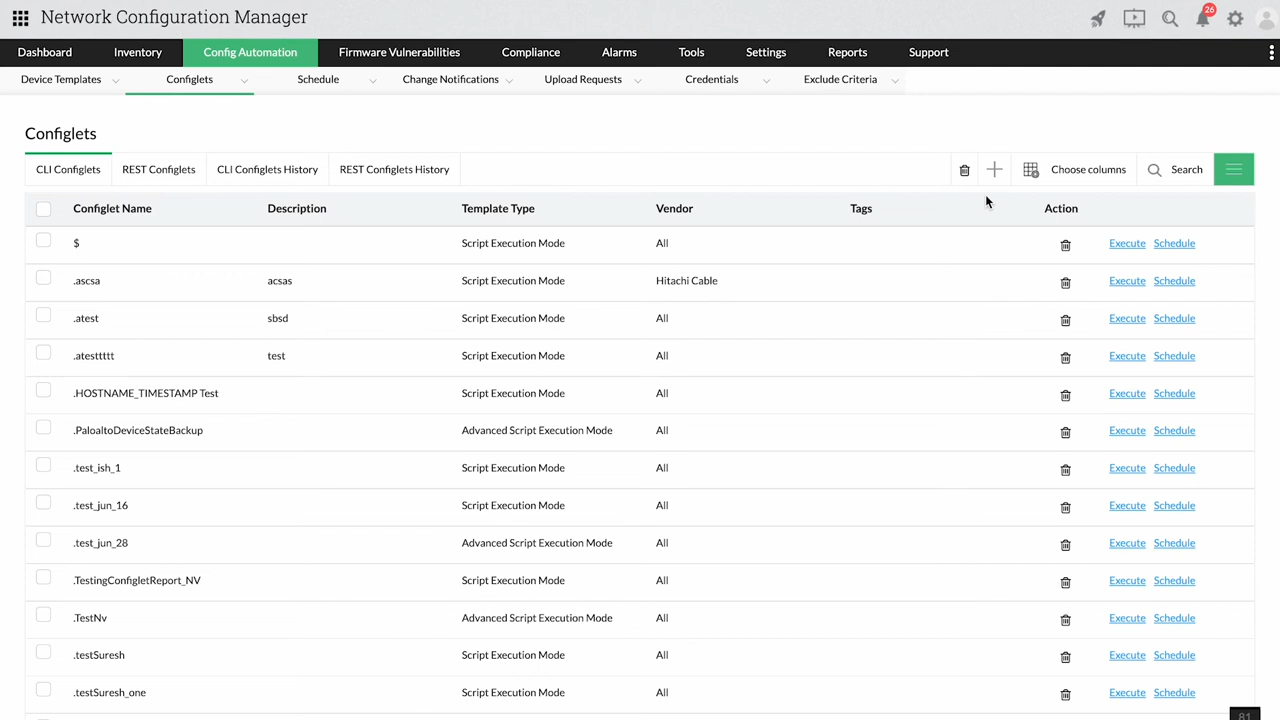 Network Configuration Manager
26
Dashboard Inventory Config Automation Firmware Vulnerabilities Compliance Alarms Tools Settings Reports Support
Device Templates Configlets Schedule Change Notifications Upload Requests Credentials Exclude Criteria
Configlets
CLI Configlets REST Configlets CLI Configlets History REST Configlets History Choose columns Search
Configlet Name Description Template Type Vendor Tags Action
$ Script Execution Mode All Execute Schedule
.ascsa acsas Script Execution Mode Hitachi Cable Execute Schedule
.atest sbsd Script Execution Mode All Execute Schedule
.atesttttt test Script Execution Mode All Execute Schedule
.HOSTNAME_TIMESTAMP Test Script Execution Mode All Execute Schedule
.PaloaltoDeviceStateBackup Advanced Script Execution Mode All Execute Schedule
.test_ish_1 Script Execution Mode All Execute Schedule
.test_jun_16 Script Execution Mode All Execute Schedule
.test_jun_28 Advanced Script Execution Mode All Execute Schedule
.TestingConfigletReport_NV Script Execution Mode All Execute Schedule
.TestNv Advanced Script Execution Mode All Execute Schedule
.testSuresh Script Execution Mode All Execute Schedule
.testSuresh_one Script Execution Mode All Execute Schedule
81